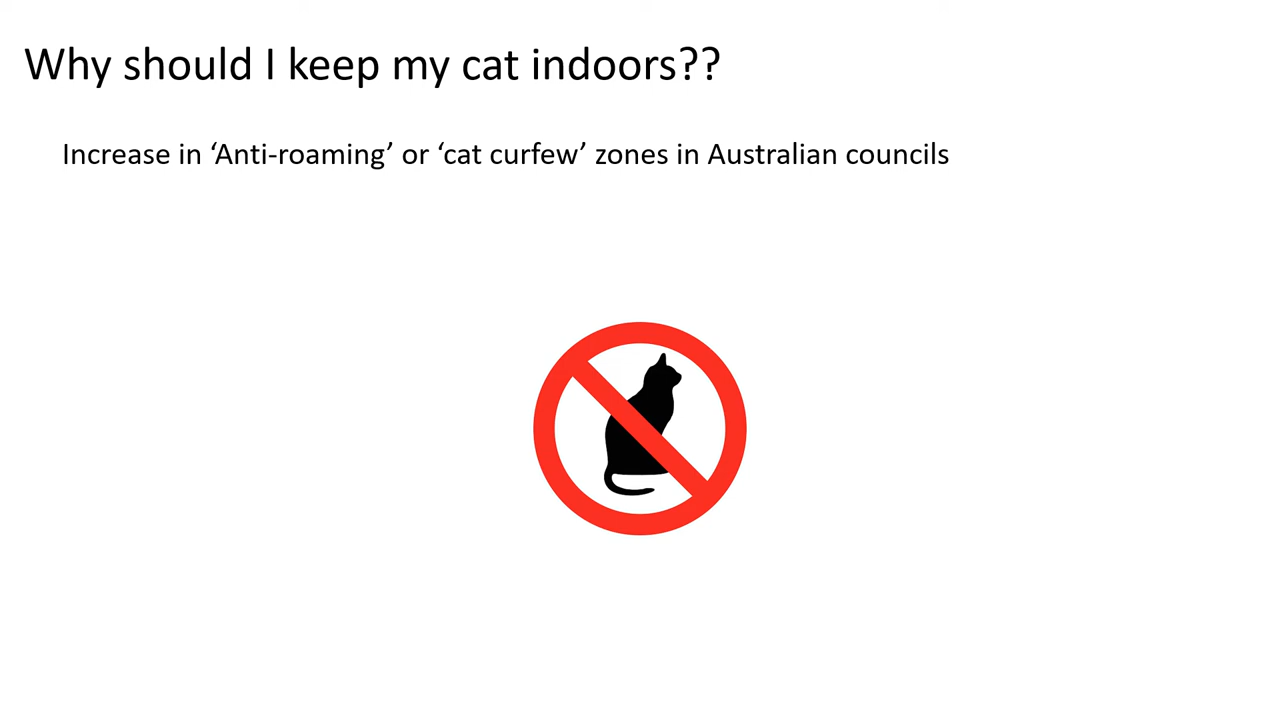 Why should I keep my cat indoors??
Increase in ‘Anti-roaming’ or ‘cat curfew’ zones in Australian councils